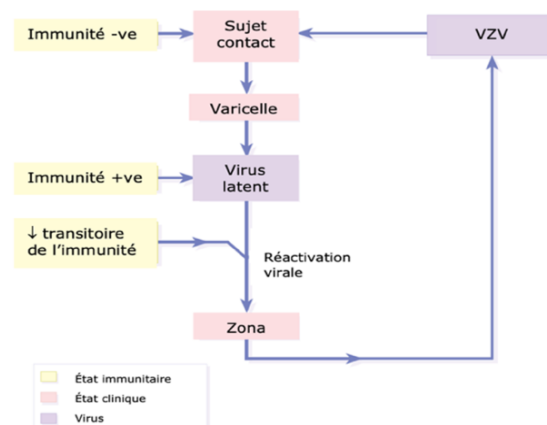 Immunité -ve
Sujet
contact
VZV
Varicelle
Immunité +ve
Virus
latent
↓ transitoire
de l'immunité
Réactivation
virale
Zona
État immunitaire
État clinique
Virus